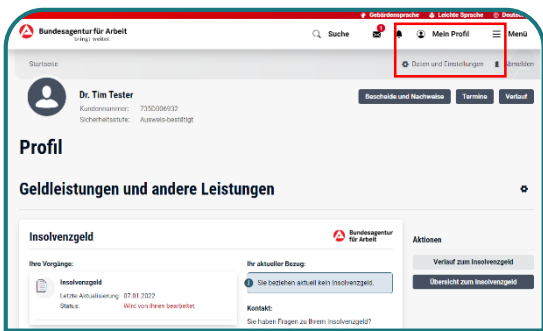 Gebärdensprache Leichte Sprache Deutsch
Bundesagentur für Arbeit
bringt weiter.
Suche Mein Profil Menü
Startseite
Daten und Einstellungen Abmelden
Dr. Tim Tester
Kundennummer: 735D006932
Sicherheitsstufe: Ausweis-bestätigt
Bescheide und Nachweise Termine Verlauf
Profil
Geldleistungen und andere Leistungen
Insolvenzgeld
Bundesagentur
für Arbeit
Aktionen
Ihre Vorgänge:
Ihr aktueller Bezug:
Verlauf zum Insolvenzgeld
Insolvenzgeld
Sie beziehen aktuell kein Insolvenzgeld.
Übersicht zum Insolvenzgeld
Letzte Aktualisierung: 07.01.2022
Status: Wird von Ihnen bearbeitet
Kontakt:
Sie haben Fragen zu Ihrem Insolvenzgeld?